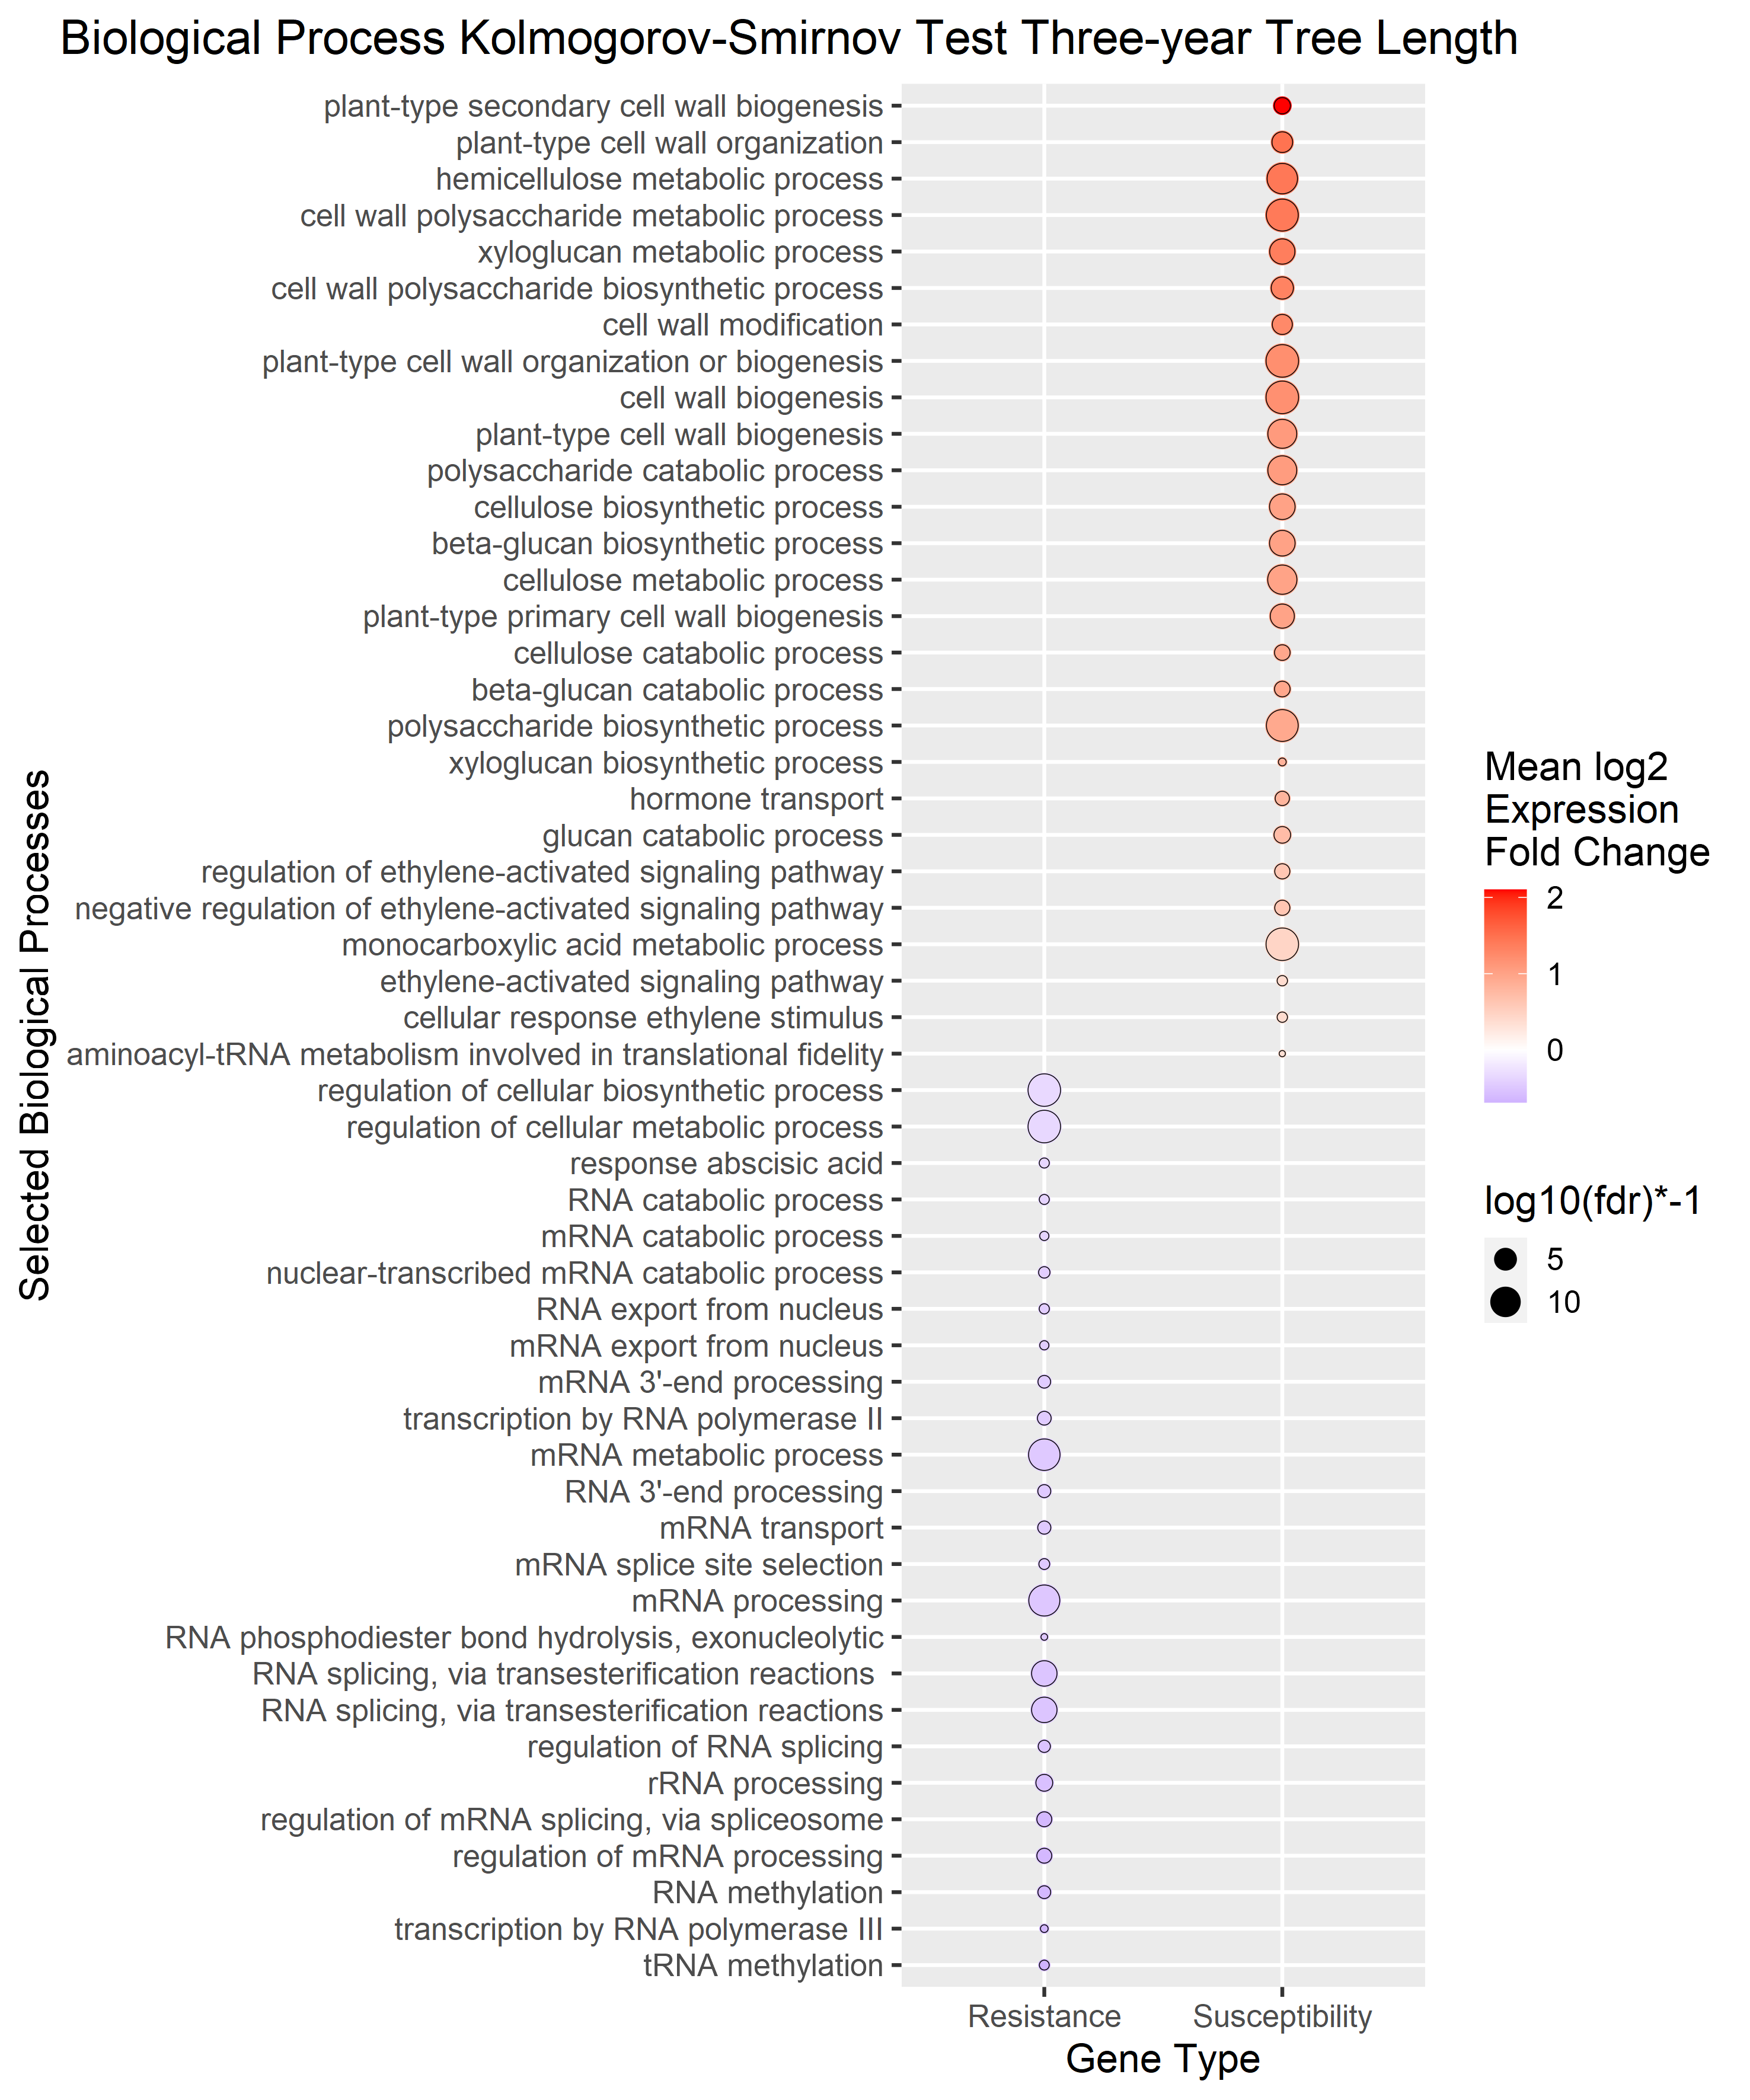 Biological Process Kolmogorov-Smirnov Test Three-year Tree Length
plant-type secondary cell wall biogenesis
plant-type cell wall organization
hemicellulose metabolic process
cell wall polysaccharide metabolic process
xyloglucan metabolic process
cell wall polysaccharide biosynthetic process
cell wall modification
plant-type cell wall organization or biogenesis
cell wall biogenesis
plant-type cell wall biogenesis
polysaccharide catabolic process
cellulose biosynthetic process
beta-glucan biosynthetic process
cellulose metabolic process
plant-type primary cell wall biogenesis
cellulose catabolic process
beta-glucan catabolic process
polysaccharide biosynthetic process
xyloglucan biosynthetic process
hormone transport
glucan catabolic process
regulation of ethylene-activated signaling pathway
negative regulation of ethylene-activated signaling pathway
monocarboxylic acid metabolic process
ethylene-activated signaling pathway
cellular response ethylene stimulus
aminoacyl-tRNA metabolism involved in translational fidelity
regulation of cellular biosynthetic process
regulation of cellular metabolic process
response abscisic acid
RNA catabolic process
mRNA catabolic process
nuclear-transcribed mRNA catabolic process
RNA export from nucleus
mRNA export from nucleus
mRNA 3'-end processing
transcription by RNA polymerase II
mRNA metabolic process
RNA 3'-end processing
mRNA transport
mRNA splice site selection
mRNA processing
RNA phosphodiester bond hydrolysis, exonucleolytic
RNA splicing, via transesterification reactions
RNA splicing, via transesterification reactions
regulation of RNA splicing
rRNA processing
regulation of mRNA splicing, via spliceosome
regulation of mRNA processing
RNA methylation
transcription by RNA polymerase III
tRNA methylation
Selected Biological Processes
Resistance
Susceptibility
Gene Type
Mean log2
Expression
Fold Change
2
1
0
log10(fdr)*-1
5
10